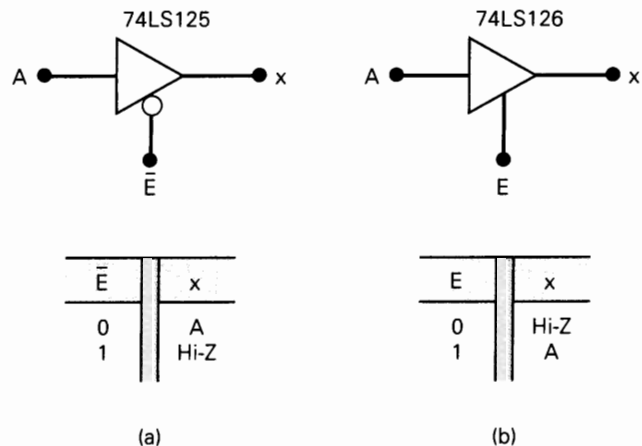 74LS125
A
x
Ē
Ē x
0 A
1 Hi-Z
(a)
74LS126
A
x
E
E x
0 Hi-Z
1 A
(b)